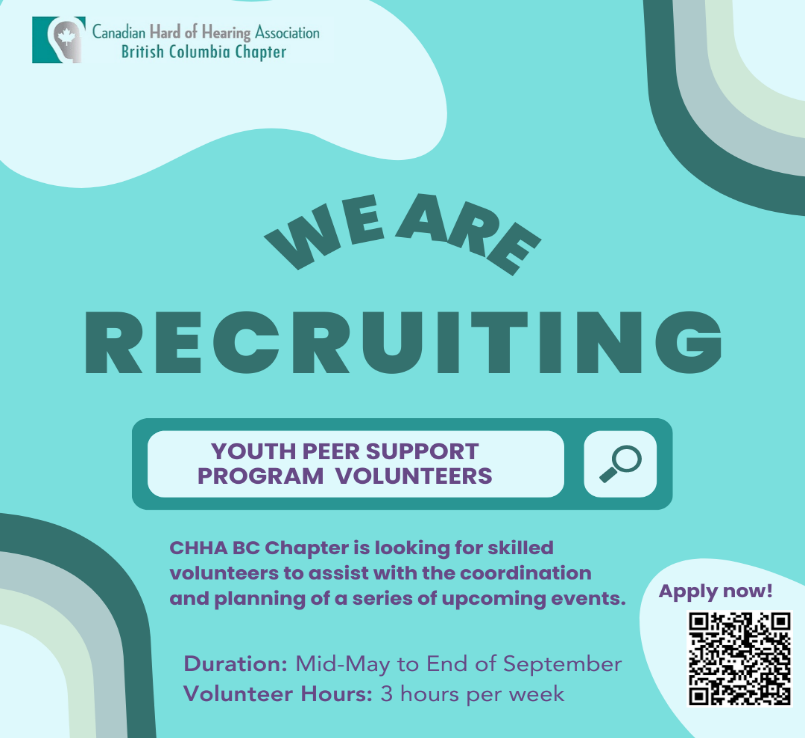 Canadian Hard of Hearing Association
British Columbia Chapter
WE ARE
RECRUITING
YOUTH PEER SUPPORT
PROGRAM VOLUNTEERS
CHHA BC Chapter is looking for skilled
volunteers to assist with the coordination
and planning of a series of upcoming events.
Apply now!
Duration: Mid-May to End of September
Volunteer Hours: 3 hours per week